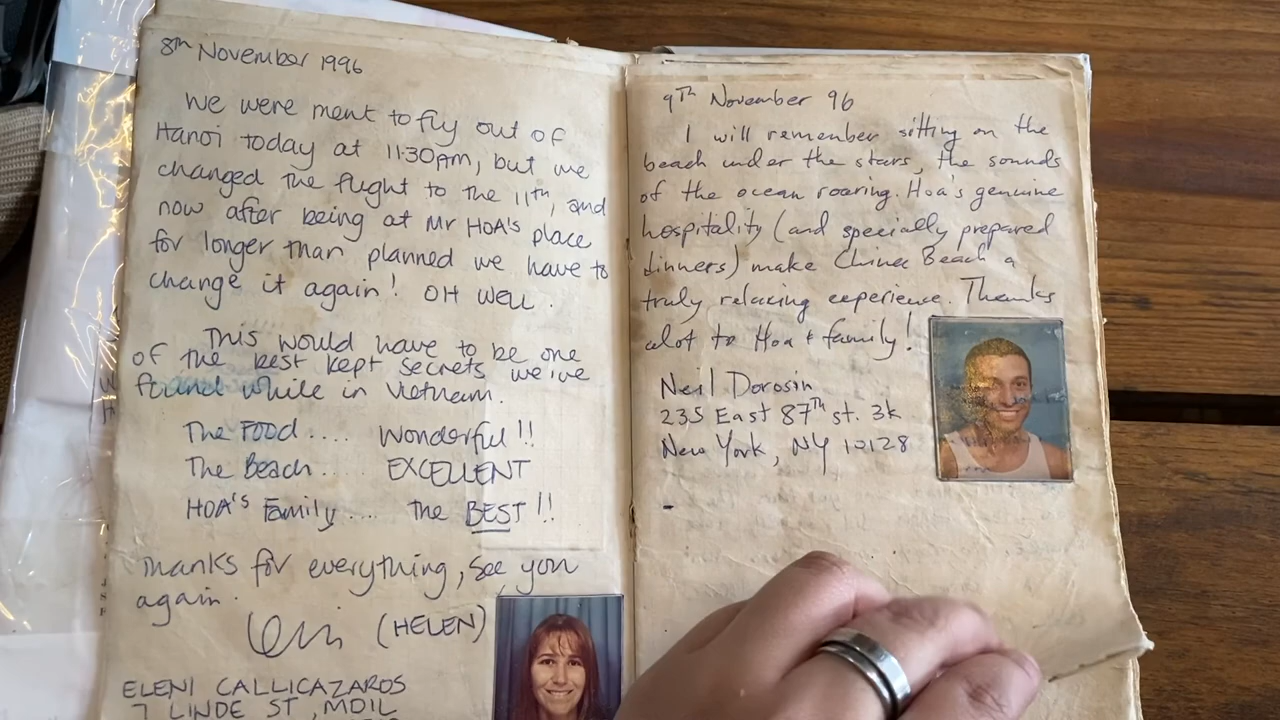 8th November 1996
We were ment to fly out of
Hanoi today at 11.30AM, but we
changed the flight to the 11th, and
now after being at Mr HOA'S place
for longer than planned we have to
change it again! OH WELL.
This would have to be one
of the best kept secrets we've
found while in Vietnam.
The Food .... Wonderful!!
The Beach .... EXCELLENT
HOA'S Family .... The BEST!!
Thanks for everything, See you
again.
(HELEN)
ELENI CALLICAZAROS
7 LINDE ST, MOIL
9th November 96
I will remember sitting on the
beach under the stars, the sounds
of the ocean roaring. Hoa's genuine
hospitality (and specially prepared
dinners) make China Beach a
truly relaxing experience. Thanks
alot to Hoa & family!
Neil Dorosin
235 East 87th st. 3k
New York, NY 10128